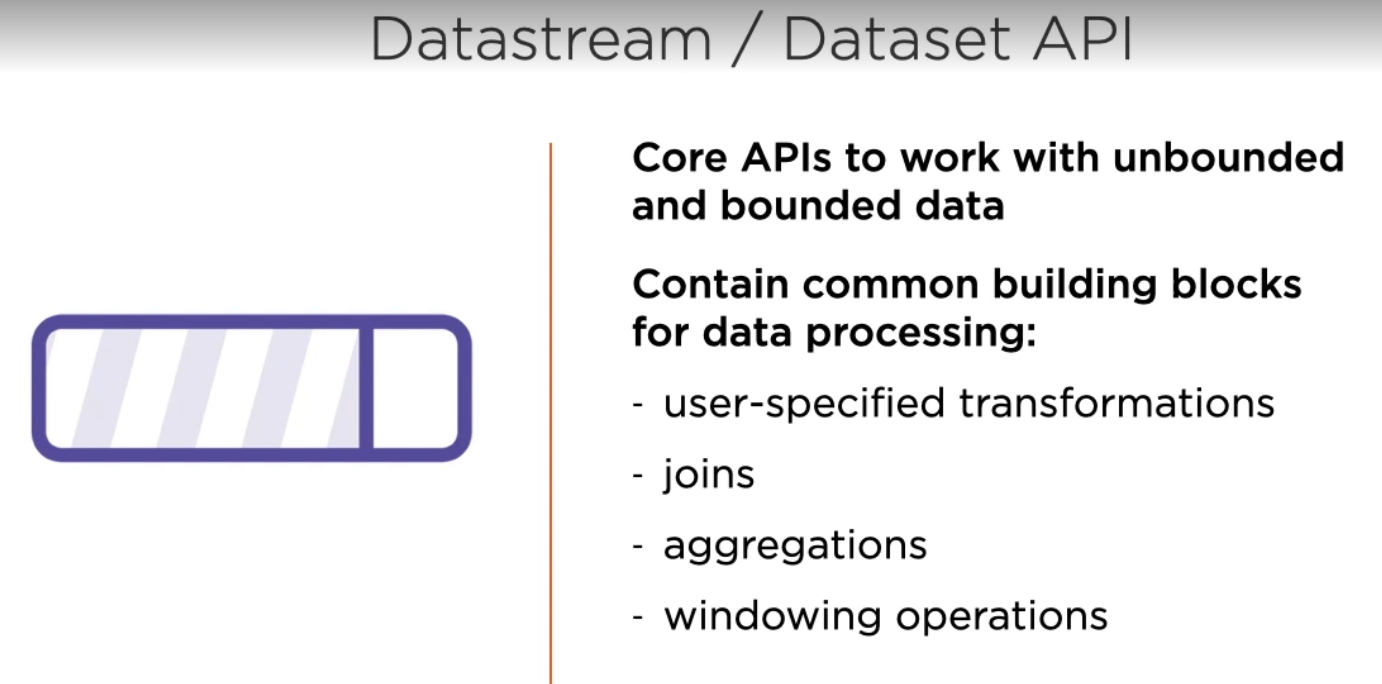 Datastream / Dataset API
Core APIs to work with unbounded
and bounded data
Contain common building blocks
for data processing:
- user-specified transformations
- joins
- aggregations
- windowing operations